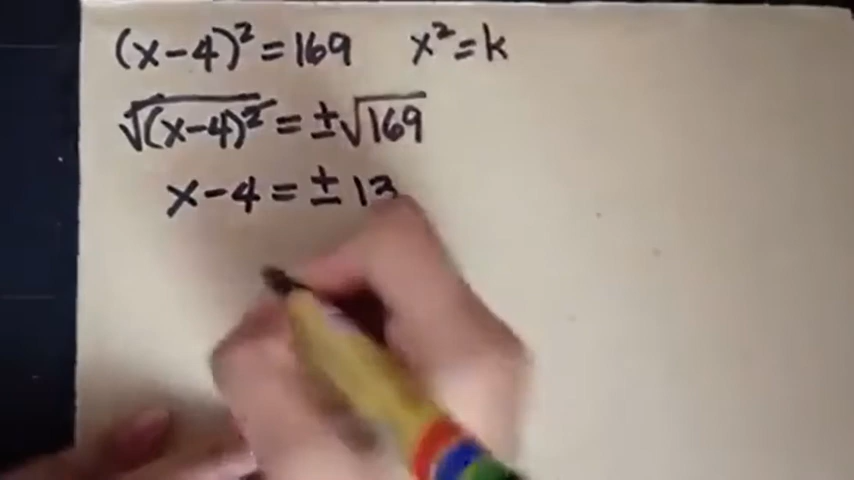 (x-4)² = 169 x² = k
√(x-4)² = ±√169
x-4 = ±13